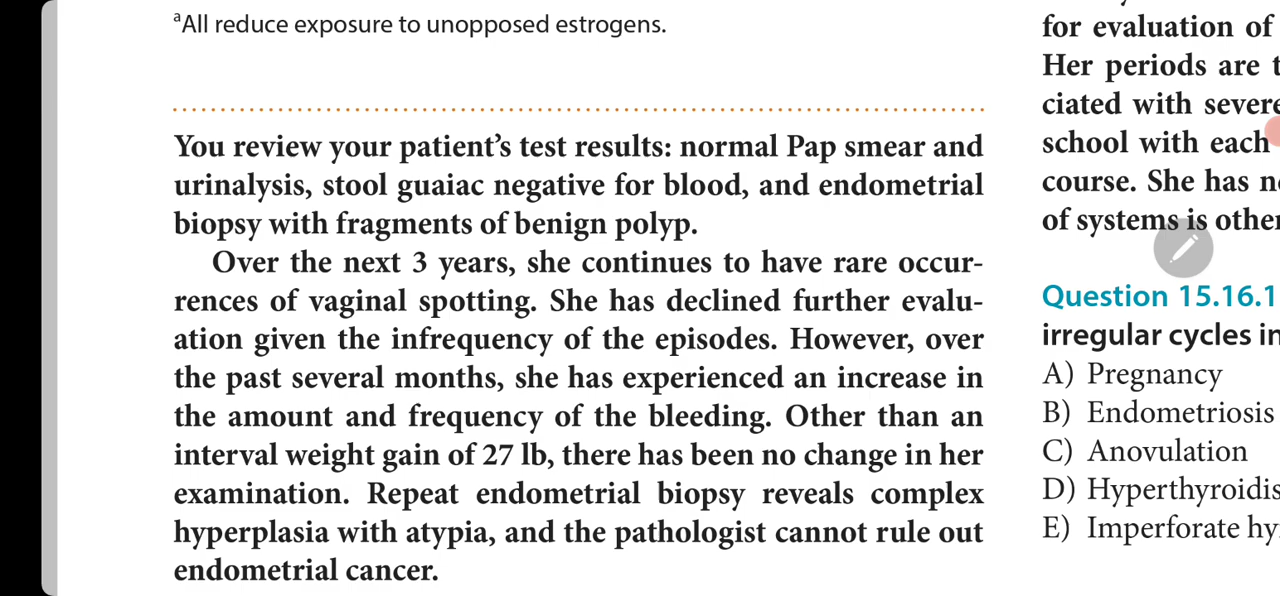 ᵃAll reduce exposure to unopposed estrogens.
You review your patient's test results: normal Pap smear and
urinalysis, stool guaiac negative for blood, and endometrial
biopsy with fragments of benign polyp.
Over the next 3 years, she continues to have rare occur-
rences of vaginal spotting. She has declined further evalu-
ation given the infrequency of the episodes. However, over
the past several months, she has experienced an increase in
the amount and frequency of the bleeding. Other than an
interval weight gain of 27 lb, there has been no change in her
examination. Repeat endometrial biopsy reveals complex
hyperplasia with atypia, and the pathologist cannot rule out
endometrial cancer.
for evaluation of
Her periods are
ciated with severe
school with each
course. She has
of systems is other
Question 15.16.1
irregular cycles in
A) Pregnancy
B) Endometriosis
C) Anovulation
D) Hyperthyroidis
E) Imperforate hy